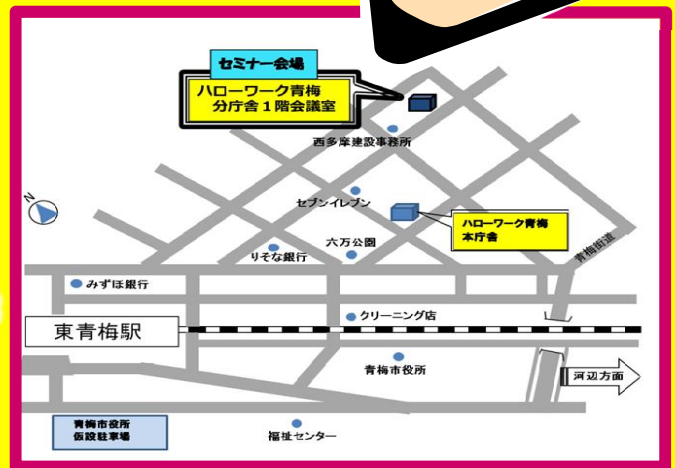 セミナー会場
ハローワーク青梅
分庁舎1階会議室
西多摩建設事務所
N
セブンイレブン
ハローワーク青梅
本庁舎
六万公園
りそな銀行
青梅街道
みずほ銀行
クリーニング店
東青梅駅
青梅市役所
河辺方面
青梅市役所
仮設駐車場
福祉センター